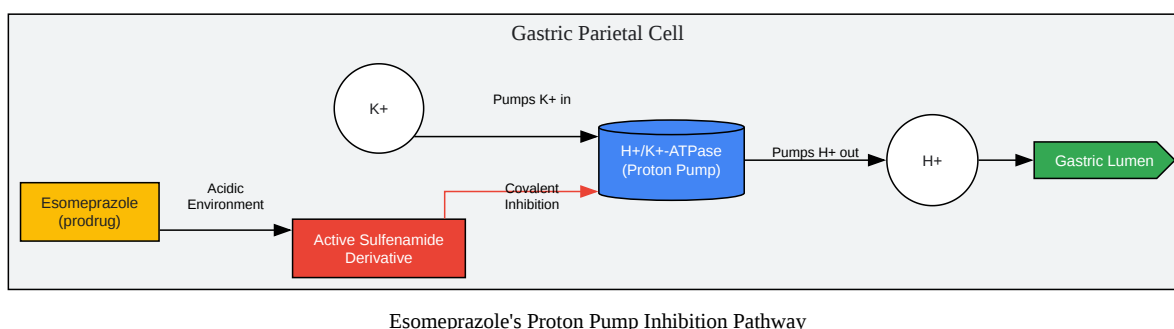 Gastric Parietal Cell
K+
Pumps K+ in
H+/K+-ATPase
(Proton Pump)
Pumps H+ out
H+
Gastric Lumen
Esomeprazole
(prodrug)
Acidic
Environment
Active Sulfenamide
Derivative
Covalent
Inhibition
Esomeprazole's Proton Pump Inhibition Pathway